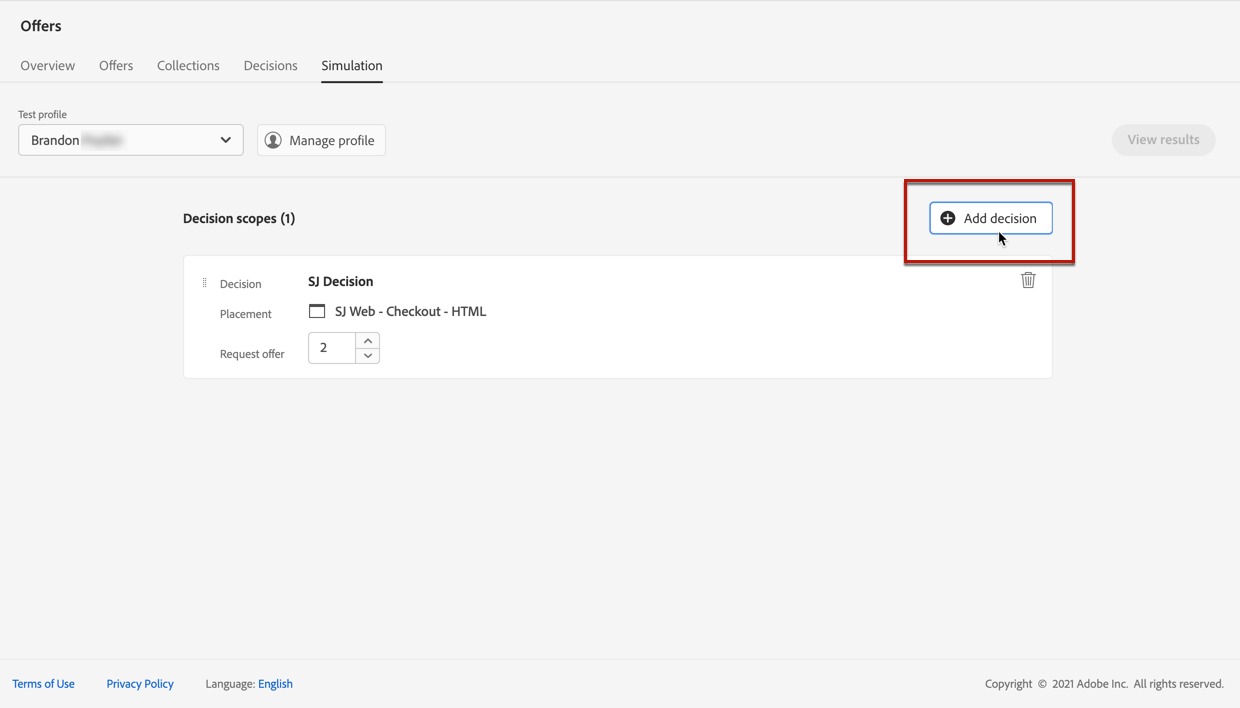 Offers
Overview Offers Collections Decisions Simulation
Test profile
Brandon
Manage profile
View results
Decision scopes (1)
Add decision
Decision SJ Decision
Placement SJ Web - Checkout - HTML
Request offer 2
Terms of Use Privacy Policy Language: English Copyright © 2021 Adobe Inc. All rights reserved.